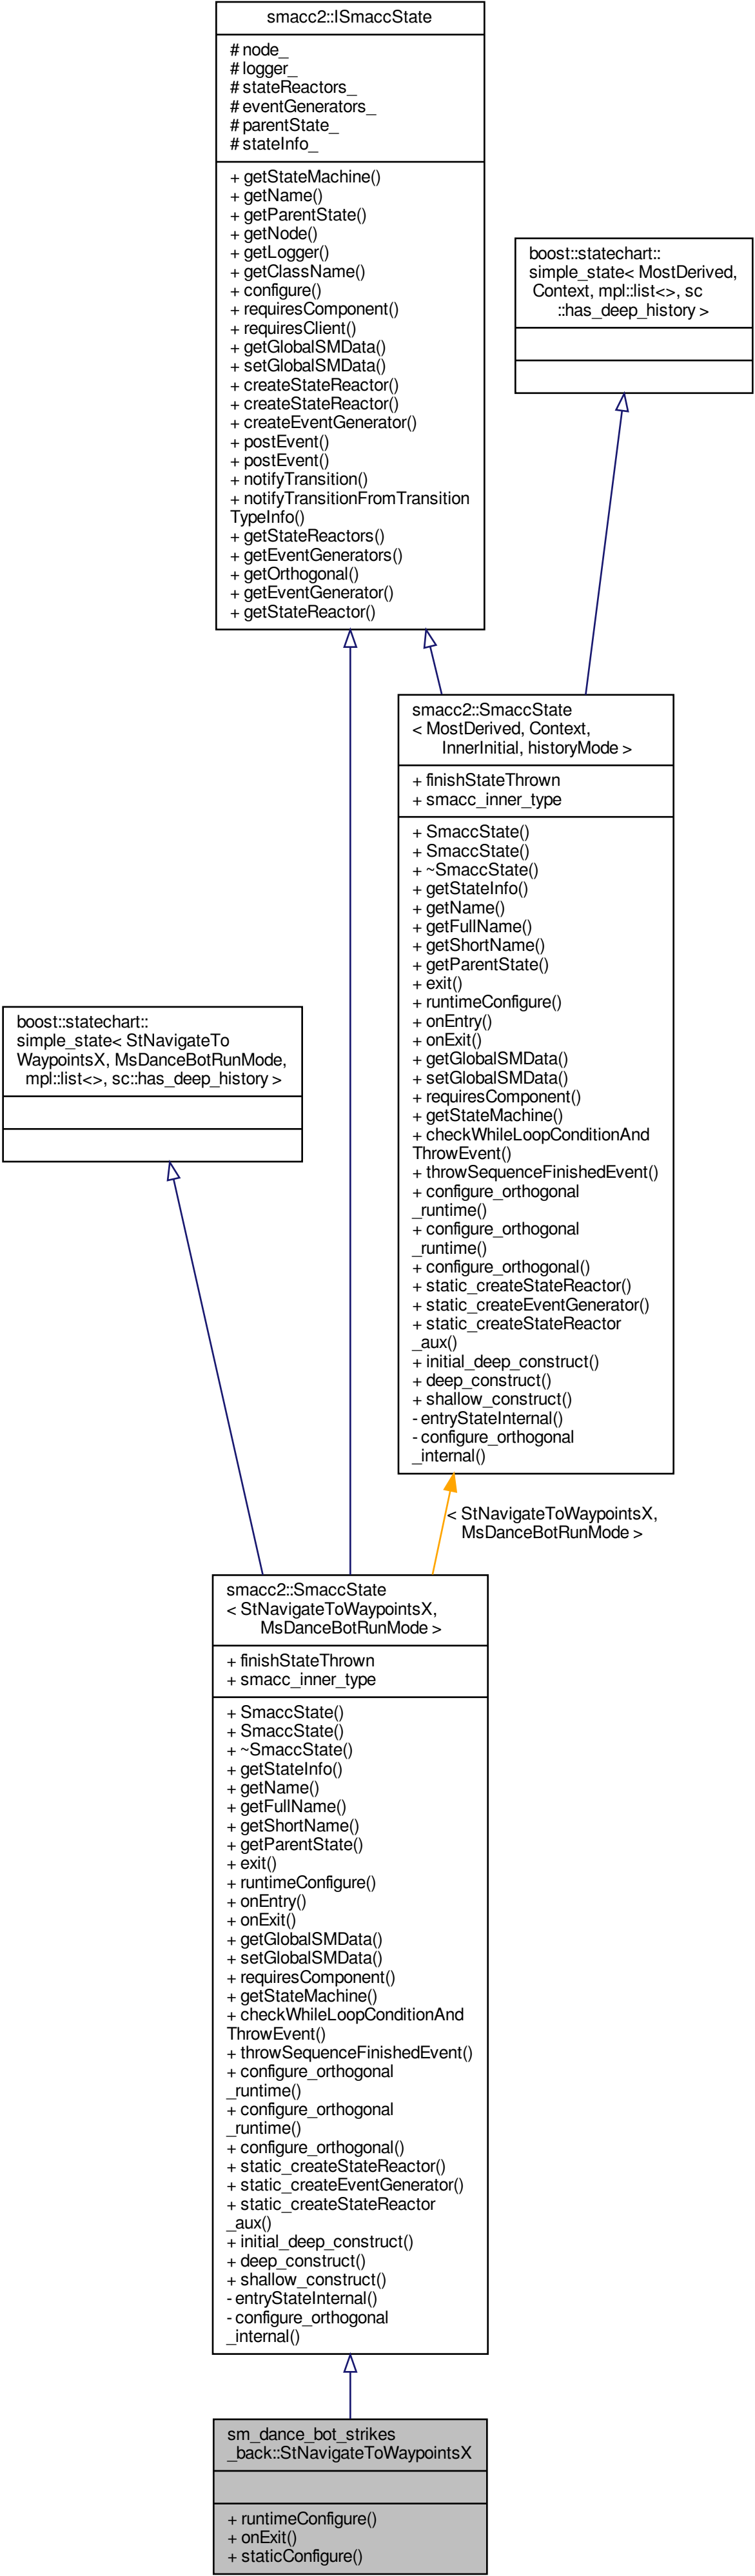 smacc2::ISmaccState
# node_
# logger_
# stateReactors_
# eventGenerators_
# parentState_
# stateInfo_
+ getStateMachine()
+ getName()
+ getParentState()
+ getNode()
+ getLogger()
+ getClassName()
+ configure()
+ requiresComponent()
+ requiresClient()
+ getGlobalSMData()
+ setGlobalSMData()
+ createStateReactor()
+ createStateReactor()
+ createEventGenerator()
+ postEvent()
+ postEvent()
+ notifyTransition()
+ notifyTransitionFromTransition
TypeInfo()
+ getStateReactors()
+ getEventGenerators()
+ getOrthogonal()
+ getEventGenerator()
+ getStateReactor()
boost::statechart::
simple_state< MostDerived,
Context, mpl::list<>, sc
::has_deep_history >
smacc2::SmaccState
< MostDerived, Context,
InnerInitial, historyMode >
+ finishStateThrown
+ smacc_inner_type
+ SmaccState()
+ SmaccState()
+ ~SmaccState()
+ getStateInfo()
+ getName()
+ getFullName()
+ getShortName()
+ getParentState()
+ exit()
+ runtimeConfigure()
+ onEntry()
+ onExit()
+ getGlobalSMData()
+ setGlobalSMData()
+ requiresComponent()
+ getStateMachine()
+ checkWhileLoopConditionAnd
ThrowEvent()
+ throwSequenceFinishedEvent()
+ configure_orthogonal
_runtime()
+ configure_orthogonal
_runtime()
+ configure_orthogonal()
+ static_createStateReactor()
+ static_createEventGenerator()
+ static_createStateReactor
_aux()
+ initial_deep_construct()
+ deep_construct()
+ shallow_construct()
- entryStateInternal()
- configure_orthogonal
_internal()
boost::statechart::
simple_state< StNavigateTo
WaypointsX, MsDanceBotRunMode,
mpl::list<>, sc::has_deep_history >
< StNavigateToWaypointsX,
MsDanceBotRunMode >
smacc2::SmaccState
< StNavigateToWaypointsX,
MsDanceBotRunMode >
+ finishStateThrown
+ smacc_inner_type
+ SmaccState()
+ SmaccState()
+ ~SmaccState()
+ getStateInfo()
+ getName()
+ getFullName()
+ getShortName()
+ getParentState()
+ exit()
+ runtimeConfigure()
+ onEntry()
+ onExit()
+ getGlobalSMData()
+ setGlobalSMData()
+ requiresComponent()
+ getStateMachine()
+ checkWhileLoopConditionAnd
ThrowEvent()
+ throwSequenceFinishedEvent()
+ configure_orthogonal
_runtime()
+ configure_orthogonal
_runtime()
+ configure_orthogonal()
+ static_createStateReactor()
+ static_createEventGenerator()
+ static_createStateReactor
_aux()
+ initial_deep_construct()
+ deep_construct()
+ shallow_construct()
- entryStateInternal()
- configure_orthogonal
_internal()
sm_dance_bot_strikes
_back::StNavigateToWaypointsX
+ runtimeConfigure()
+ onExit()
+ staticConfigure()